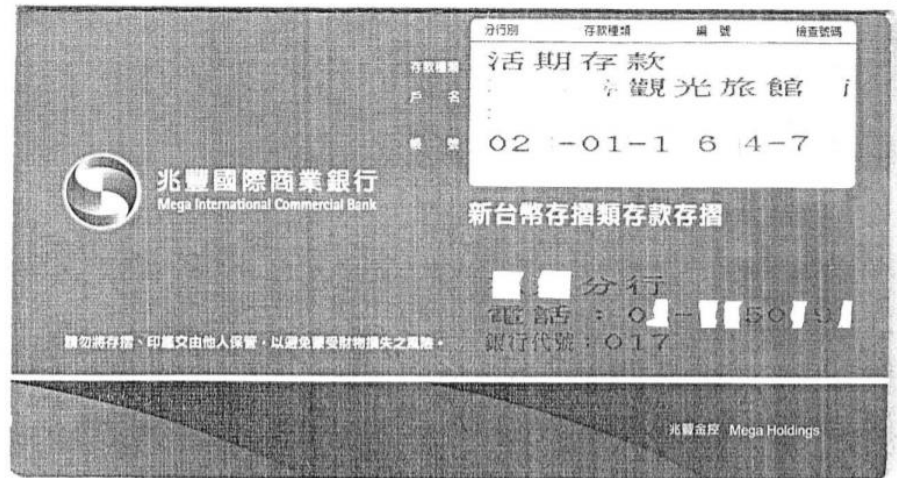 分行別 存款種類 編號 檢查號碼
存款種類 活期存款
戶名 觀光旅館
帳號 02 -01-1 6 4-7
兆豐國際商業銀行
Mega International Commercial Bank
新台幣存摺類存款存摺
分行
電話：0 - 50 9
銀行代號：017
請勿將存摺、印鑑交由他人保管，以避免蒙受財物損失之風險。
兆豐金控 Mega Holdings